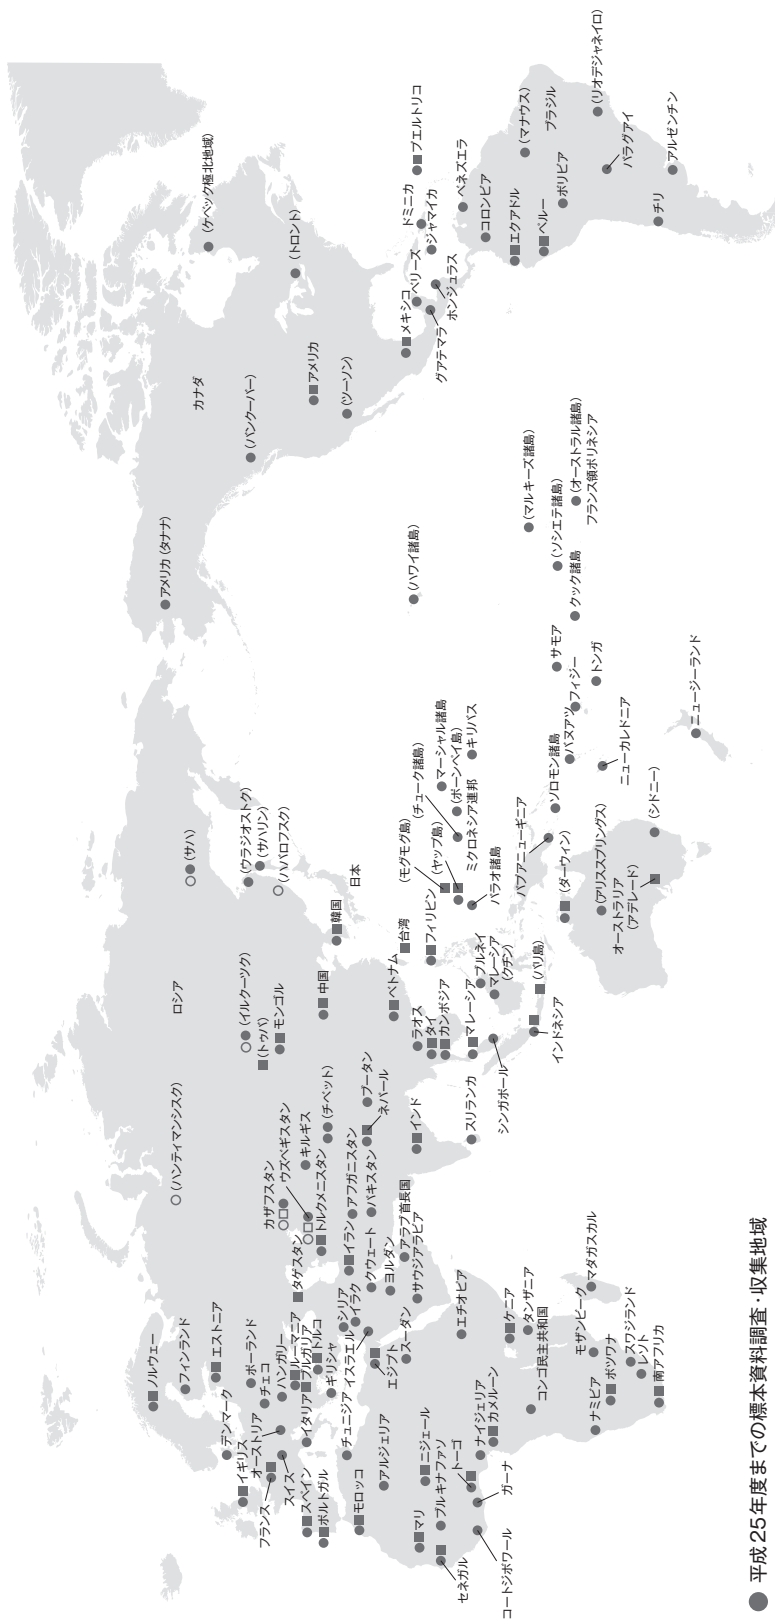 ● 平成25年度までの標本資料調査・収集地域
ノルウェー
フィンランド
エストニア
デンマーク
ポーランド
チェコ
イギリス
オーストリア
ハンガリー
ルーマニア
ブルガリア
フランス
スイス
イタリア
トルコ
ギリシャ
スペイン
ポルトガル
モロッコ
チュニジア
アルジェリア
イスラエル
シリア
イラク
エジプト
スーダン
マリ
ニジェール
ブルキナファソ
トーゴ
ナイジェリア
カメルーン
セネガル
コートジボワール
ガーナ
エチオピア
ケニア
タンザニア
コンゴ民主共和国
モザンビーク
マダガスカル
ナミビア
ボツワナ
スワジランド
レソト
南アフリカ
ロシア
(ハンティマンシスク)
(イルクーツク)
(トゥバ)
モンゴル
(サハ)
(ウラジオストク)
(サハリン)
(ハバロフスク)
カザフスタン
ウズベキスタン
キルギス
トルクメニスタン
タゲスタン
(チベット)
イラン
アフガニスタン
パキスタン
ブータン
ネパール
クウェート
ヨルダン
アラブ首長国
サウジアラビア
インド
スリランカ
中国
韓国
日本
台湾
ベトナム
ラオス
タイ
カンボジア
フィリピン
マレーシア
ブルネイ
マレーシア
(クチン)
シンガポール
インドネシア
(バリ島)
(モグモグ島)
(チューク諸島)
(ヤップ島)
マーシャル諸島
(ポーンペイ島)
ミクロネシア連邦
キリバス
パラオ諸島
パプアニューギニア
ソロモン諸島
バヌアツ
フィジー
サモア
トンガ
ニューカレドニア
ニュージーランド
(ダーウィン)
(アリススプリングス)
オーストラリア
(アデレード)
(シドニー)
(ハワイ諸島)
(マルキーズ諸島)
(ソシエテ諸島)
(オーストラル諸島)
フランス領ポリネシア
クック諸島
アメリカ(タナナ)
カナダ
(バンクーバー)
アメリカ
(ツーソン)
(ケベック極北地域)
(トロント)
メキシコ
ベリーズ
グアテマラ
ホンジュラス
ドミニカ
ジャマイカ
プエルトリコ
ベネズエラ
コロンビア
エクアドル
ペルー
ボリビア
(マナウス)
ブラジル
(リオデジャネイロ)
パラグアイ
アルゼンチン
チリ